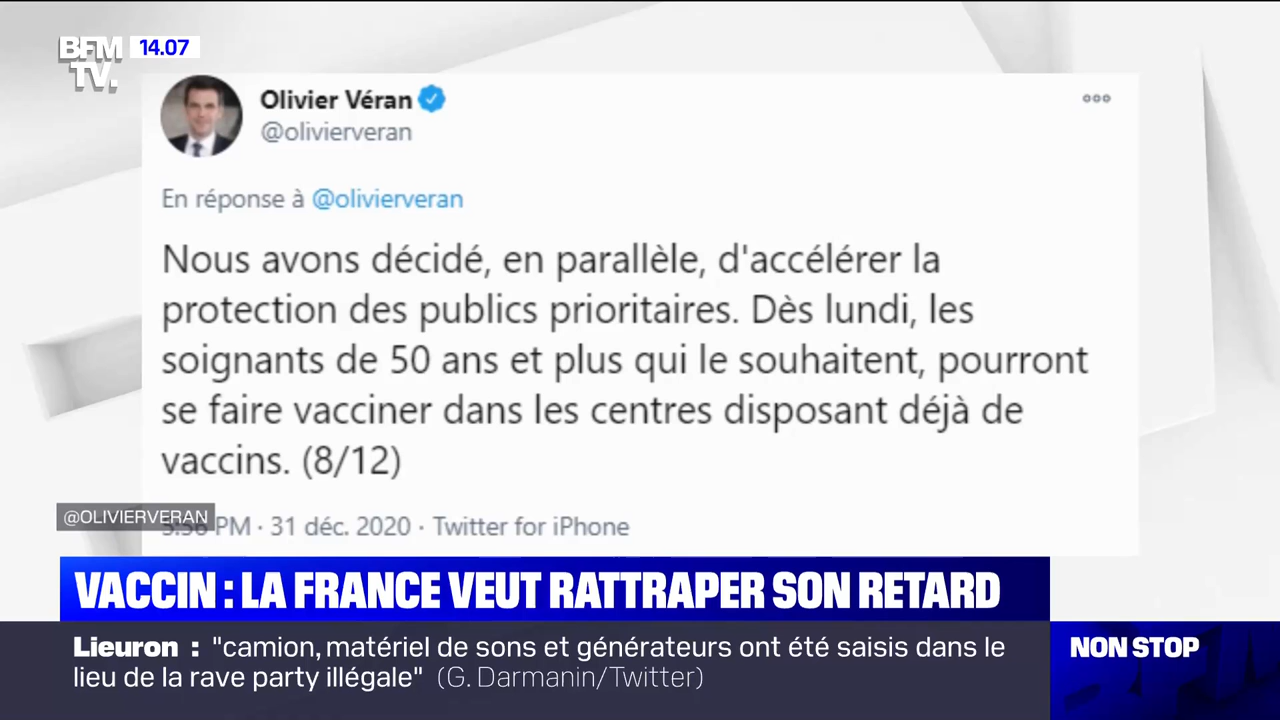 BFM
TV.
14.07
Olivier Véran
@olivierveran
En réponse à @olivierveran
Nous avons décidé, en parallèle, d'accélérer la
protection des publics prioritaires. Dès lundi, les
soignants de 50 ans et plus qui le souhaitent, pourront
se faire vacciner dans les centres disposant déjà de
vaccins. (8/12)
@OLIVIERVERAN
PM · 31 déc. 2020 · Twitter for iPhone
VACCIN : LA FRANCE VEUT RATTRAPER SON RETARD
Lieuron : "camion, matériel de sons et générateurs ont été saisis dans le
lieu de la rave party illégale" (G. Darmanin/Twitter)
NON STOP